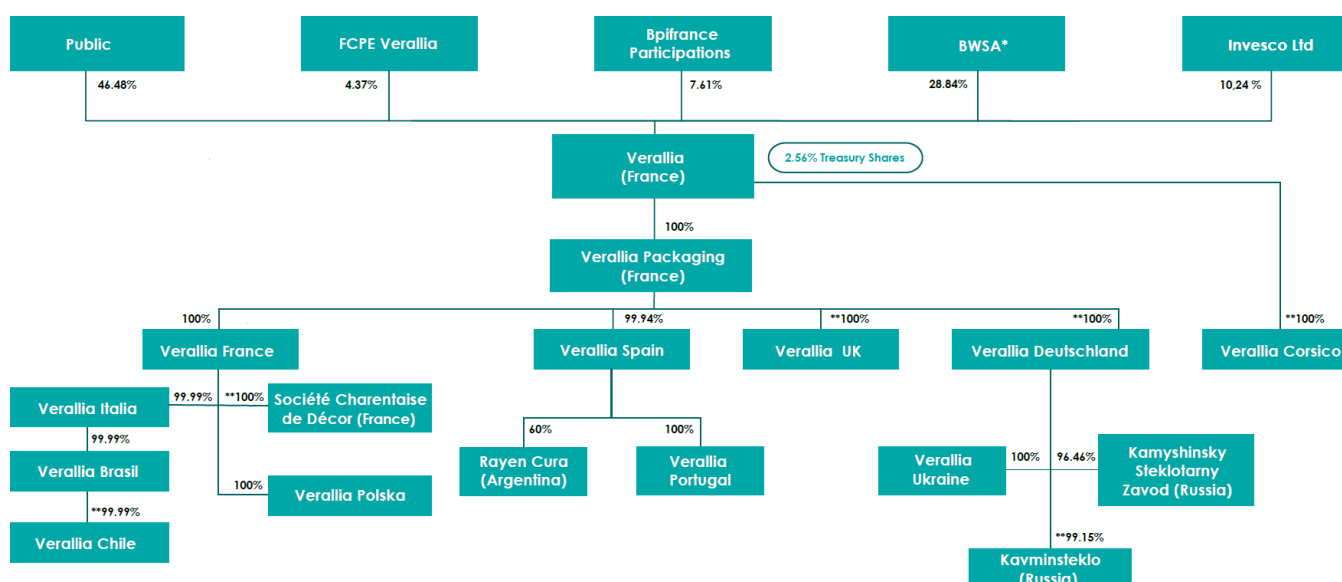 Public
FCPE Verallia
Bpifrance
Participations
BWSA*
Invesco Ltd
46.48%
4.37%
7.61%
28.84%
10,24 %
Verallia
(France)
2.56% Treasury Shares
100%
Verallia Packaging
(France)
100%
99.94%
**100%
**100%
**100%
Verallia France
Verallia Spain
Verallia UK
Verallia Deutschland
Verallia Corsico
Verallia Italia
99.99%
**100%
Société Charentaise
de Décor (France)
99.99%
60%
100%
Verallia Brasil
Rayen Cura
(Argentina)
Verallia
Portugal
Verallia
Ukraine
100%
96.46%
Kamyshinsky
Steklotarny
Zavod (Russia)
100%
Verallia Polska
**99.99%
Verallia Chile
**99.15%
Kavminsteklo
(Russia)